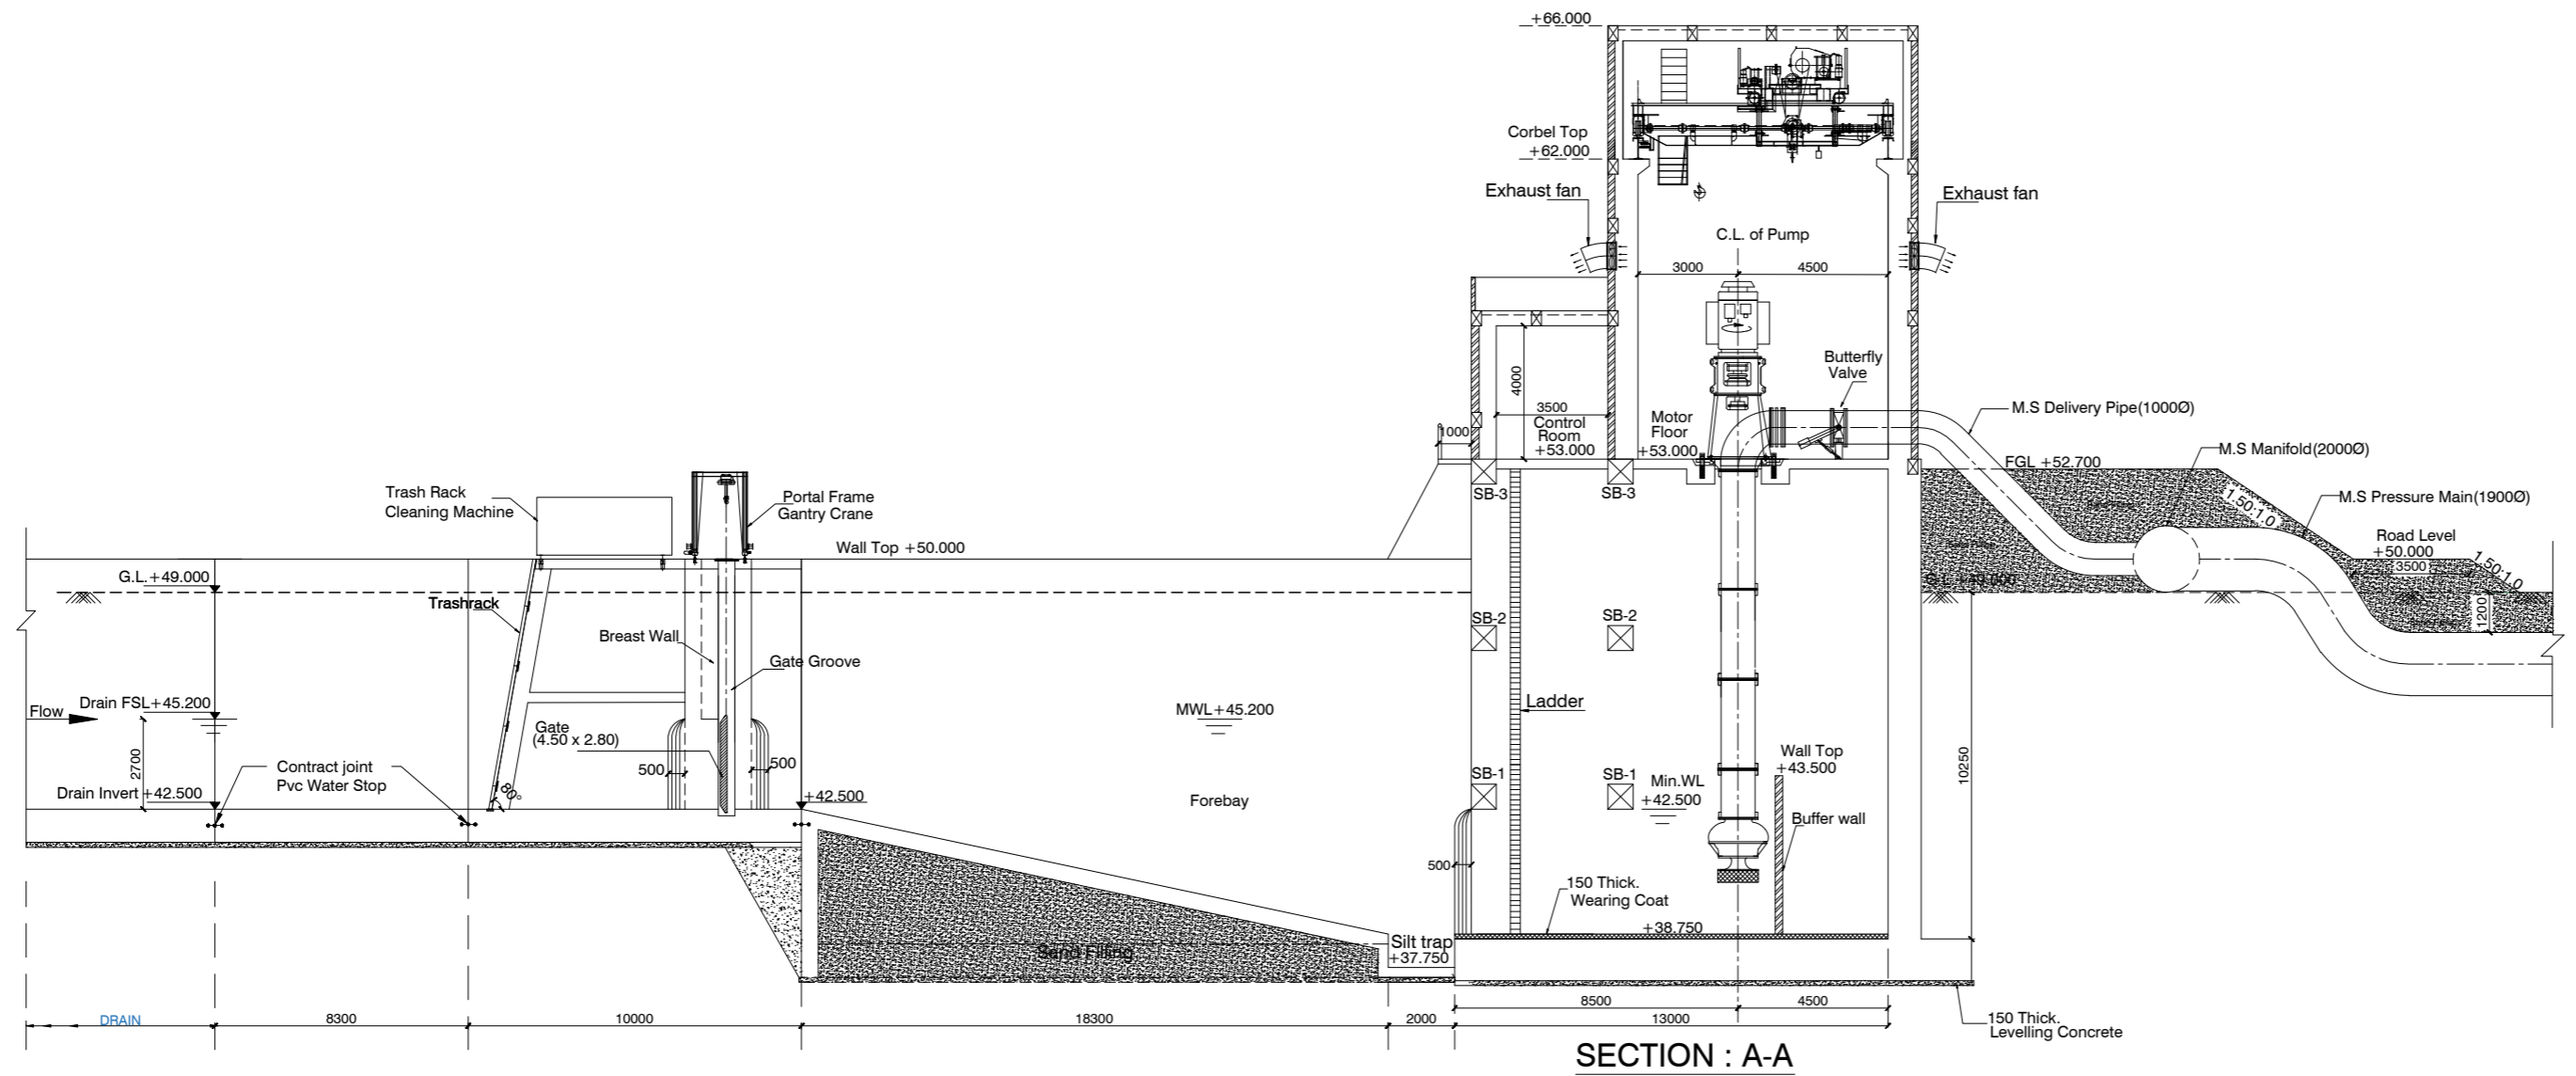 +66.000
Corbel Top
+62.000
Exhaust fan
Exhaust fan
C.L. of Pump
3000
4500
4000
Butterfly
Valve
3500
Control
Room
+53.000
Motor
Floor
+53.000
1000
M.S Delivery Pipe(1000Ø)
M.S Manifold(2000Ø)
FGL +52.700
M.S Pressure Main(1900Ø)
1.50:1.0
Road Level
+50.000
3500
1.50:1.0
1200
G.L +49.000
Trash Rack
Cleaning Machine
Portal Frame
Gantry Crane
Wall Top +50.000
SB-3
SB-3
G.L.+49.000
Trashrack
Breast Wall
Gate Groove
SB-2
SB-2
Flow
Drain FSL+45.200
MWL+45.200
Ladder
Gate
(4.50 x 2.80)
2700
Contract joint
Pvc Water Stop
500
500
SB-1
SB-1
Min.WL
+42.500
Wall Top
+43.500
10250
Drain Invert +42.500
80°
+42.500
Forebay
Buffer wall
500
150 Thick.
Wearing Coat
+38.750
Sand Filling
Silt trap
+37.750
8500
4500
DRAIN
8300
10000
18300
2000
13000
150 Thick.
Levelling Concrete
SECTION : A-A